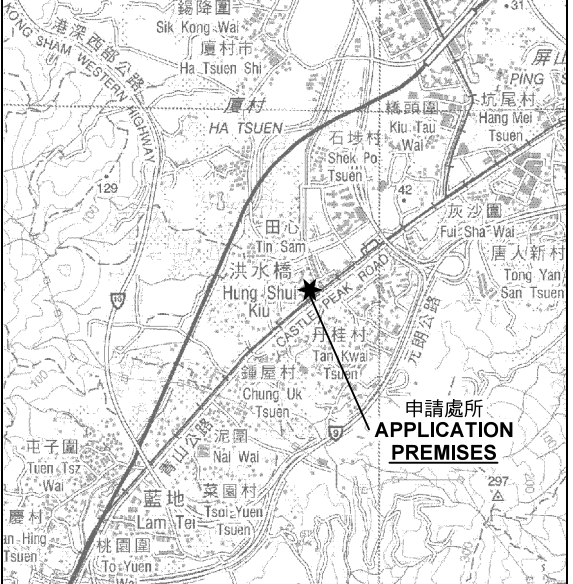 錫降圍
Sik Kong Wai
港深西部公路
KONG SHAM WESTERN HIGHWAY
廈村市
Ha Tsuen Shi
31
屏山
PING S
廈村
HA TSUEN
橋頭圍
Kiu Tau
Wai
坑尾村
Hang Mei
Tsuen
石埗村
Shek Po
Tsuen
129
42
灰沙圍
Fui Sha Wai
田心
Tin Sam
唐人新村
Tong Yan
San Tsuen
洪水橋
Hung Shui
Kiu
CASTLE PEAK ROAD
元朗公路
丹桂村
Tan Kwai
Tsuen
鍾屋村
Chung Uk
Tsuen
100
申請處所
APPLICATION
PREMISES
屯子圍
Tuen Tsz
Wai
青山公路
泥圍
Nai Wai
9
297
藍地
Lam Tei
菜園村
Tsoi Yuen
Tsuen
慶村
an Hing
Tsuen
桃園圍
To Yuen
Wai